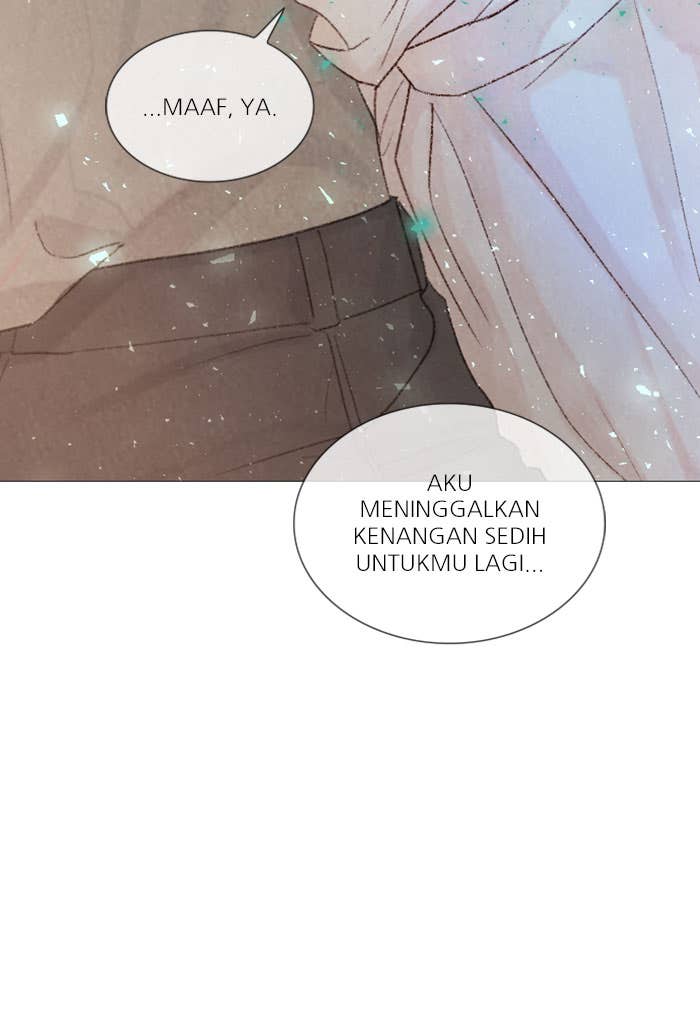 ...MAAF, YA.
AKU
MENINGGALKAN
KENANGAN SEDIH
UNTUKMU LAGI...